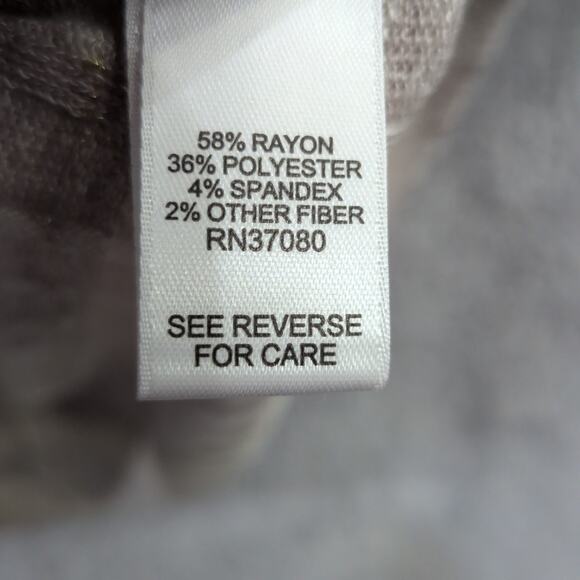 58% RAYON
36% POLYESTER
4% SPANDEX
2% OTHER FIBER
RN37080
SEE REVERSE
FOR CARE